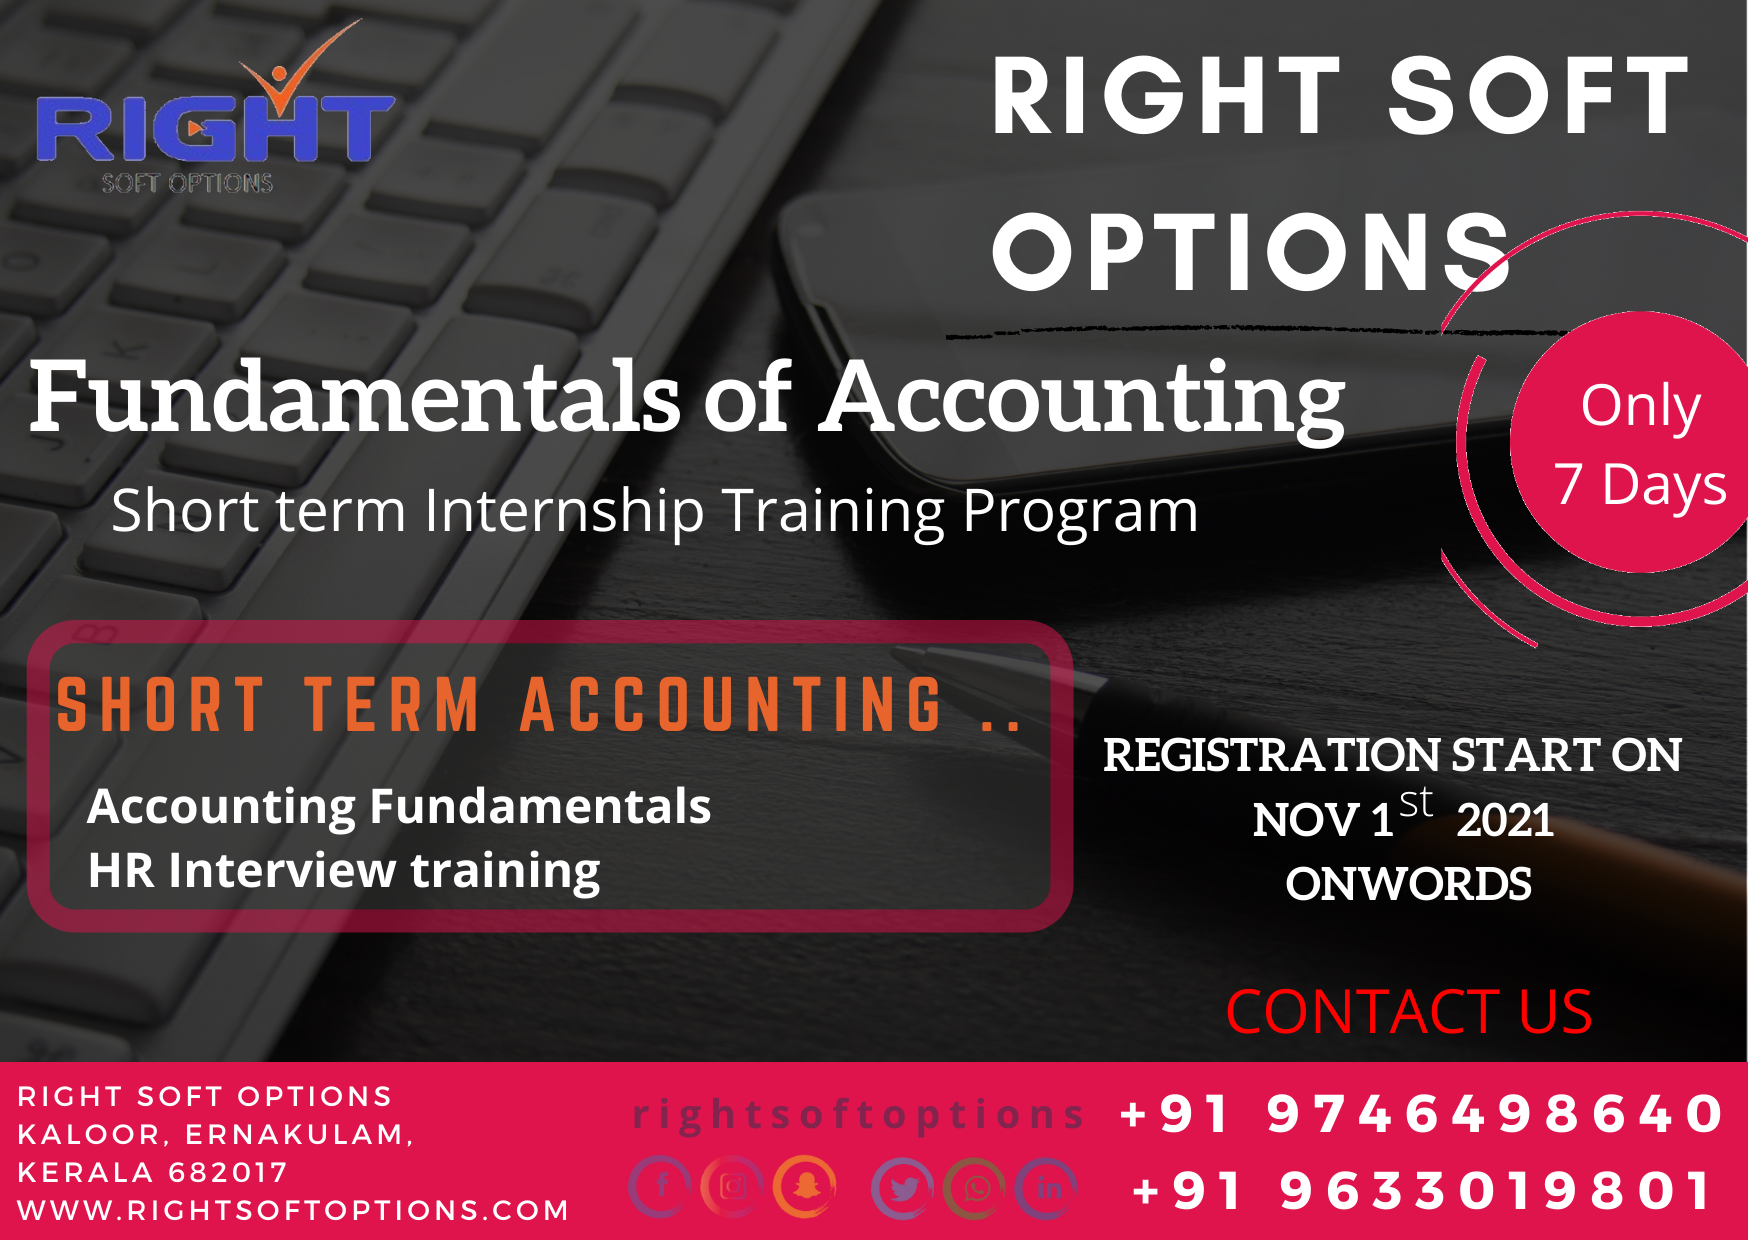 RIGHT
SOFT OPTIONS
RIGHT SOFT
OPTIONS
Fundamentals of Accounting
Short term Internship Training Program
Only
7 Days
SHORT TERM ACCOUNTING ..
Accounting Fundamentals
HR Interview training
REGISTRATION START ON
NOV 1st 2021
ONWORDS
CONTACT US
RIGHT SOFT OPTIONS
KALOOR, ERNAKULAM,
KERALA 682017
WWW.RIGHTSOFTOPTIONS.COM
rightsoftoptions
+91 9746498640
+91 9633019801